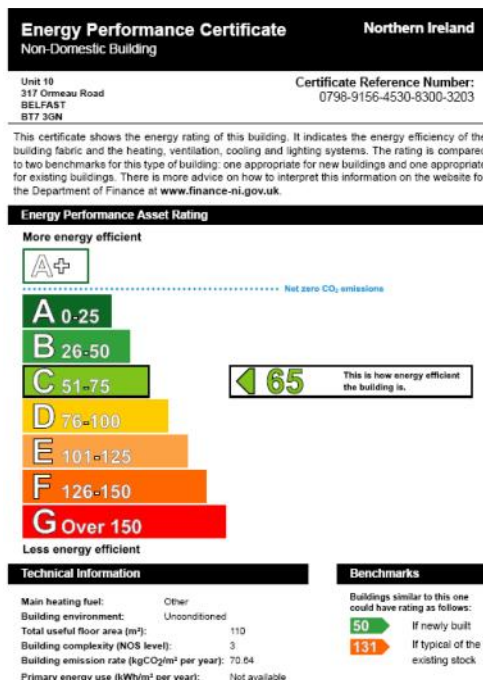 Energy Performance Certificate
Northern Ireland
Non-Domestic Building
Unit 10
317 Ormeau Road
BELFAST
BT7 3GN
Certificate Reference Number:
0798-9156-4530-8300-3203
This certificate shows the energy rating of this building. It indicates the energy efficiency of the
building fabric and the heating, ventilation, cooling and lighting systems. The rating is compared
to two benchmarks for this type of building: one appropriate for new buildings and one appropriate
for existing buildings. There is more advice on how to interpret this information on the website for
the Department of Finance at www.finance-ni.gov.uk.
Energy Performance Asset Rating
More energy efficient
A+
Net zero CO₂ emissions
A 0-25
B 26-50
C 51-75
65
This is how energy efficient
the building is.
D 76-100
E 101-125
F 126-150
G Over 150
Less energy efficient
Technical Information
Main heating fuel: Other
Building environment: Unconditioned
Total useful floor area (m²): 110
Building complexity (NOS level): 3
Building emission rate (kgCO₂/m² per year): 70.64
Primary energy use (kWh/m² per year): Not available
Benchmarks
Buildings similar to this one
could have rating as follows:
50 If newly built
131 If typical of the
existing stock